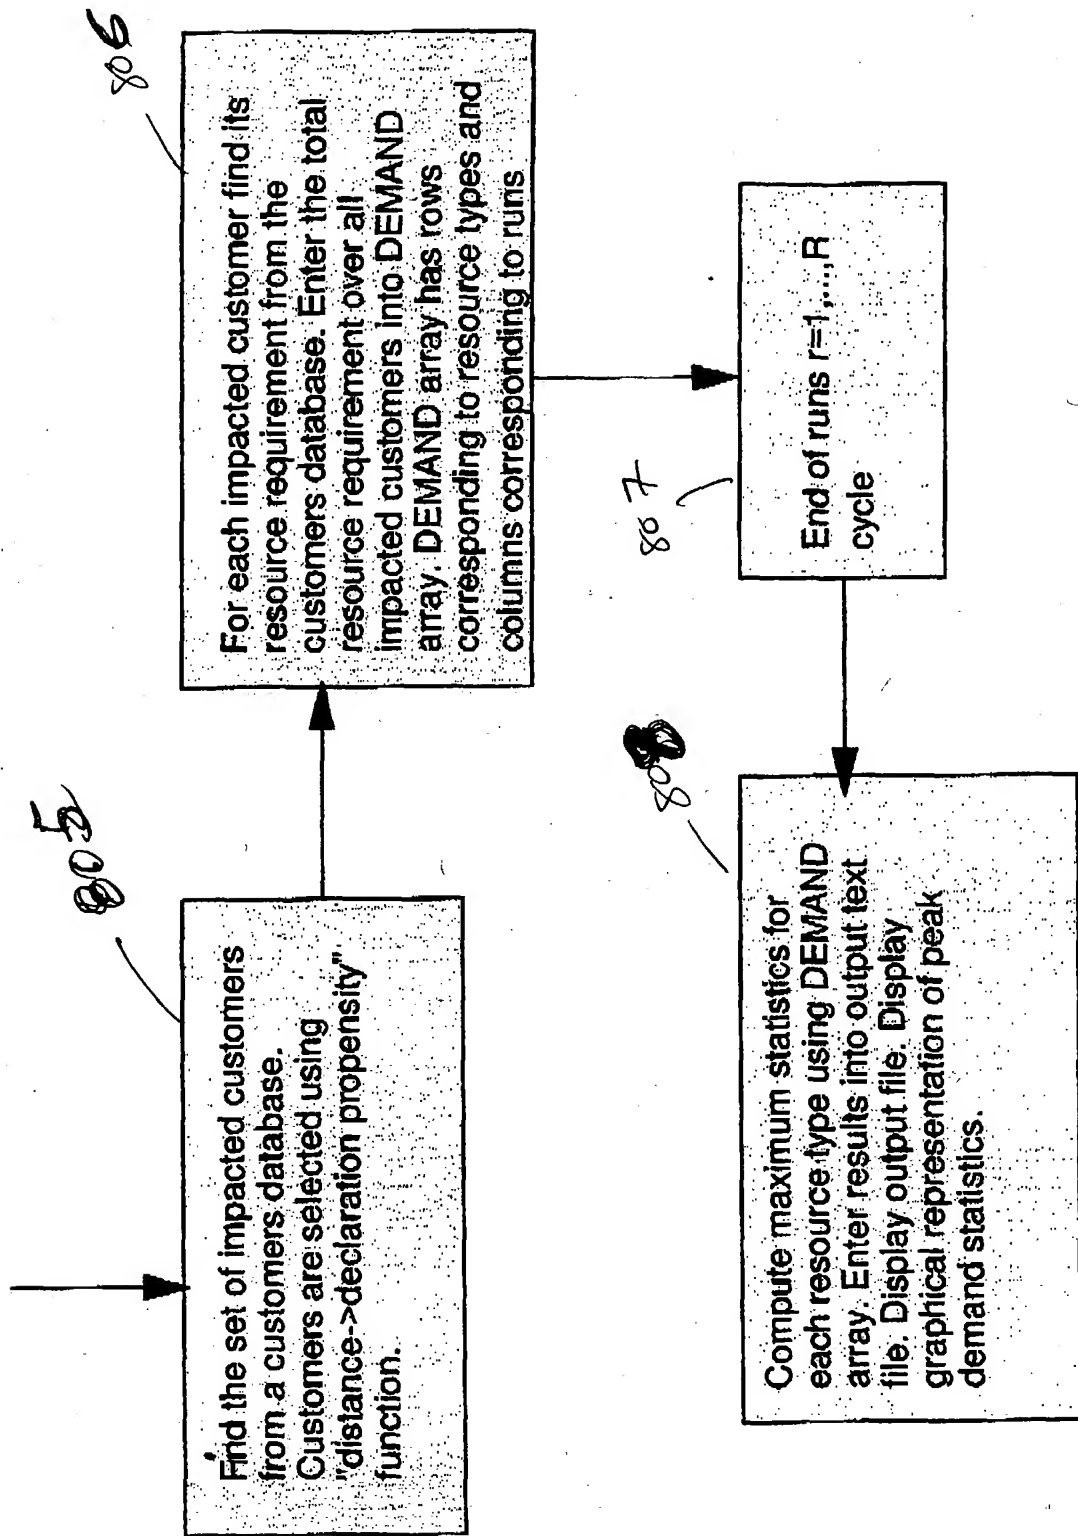 805
Find the set of impacted customers
from a customers database.
Customers are selected using
"distance->declaration propensity"
function.
806
For each impacted customer find its
resource requirement from the
customers database. Enter the total
resource requirement over all
impacted customers into DEMAND
array. DEMAND array has rows
corresponding to resource types and
columns corresponding to runs
807
End of runs r=1,...,R
cycle
808
Compute maximum statistics for
each resource type using DEMAND
array. Enter results into output text
file. Display output file. Display
graphical representation of peak
demand statistics.